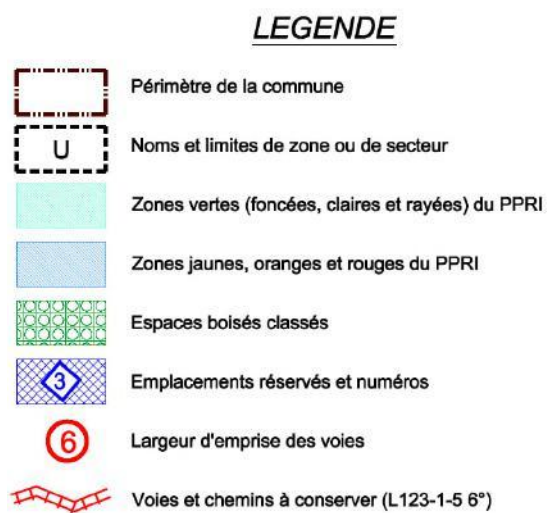 LEGENDE
Périmètre de la commune
U
Noms et limites de zone ou de secteur
Zones vertes (foncées, claires et rayées) du PPRI
Zones jaunes, oranges et rouges du PPRI
Espaces boisés classés
3
Emplacements réservés et numéros
6
Largeur d'emprise des voies
Voies et chemins à conserver (L123-1-5 6°)